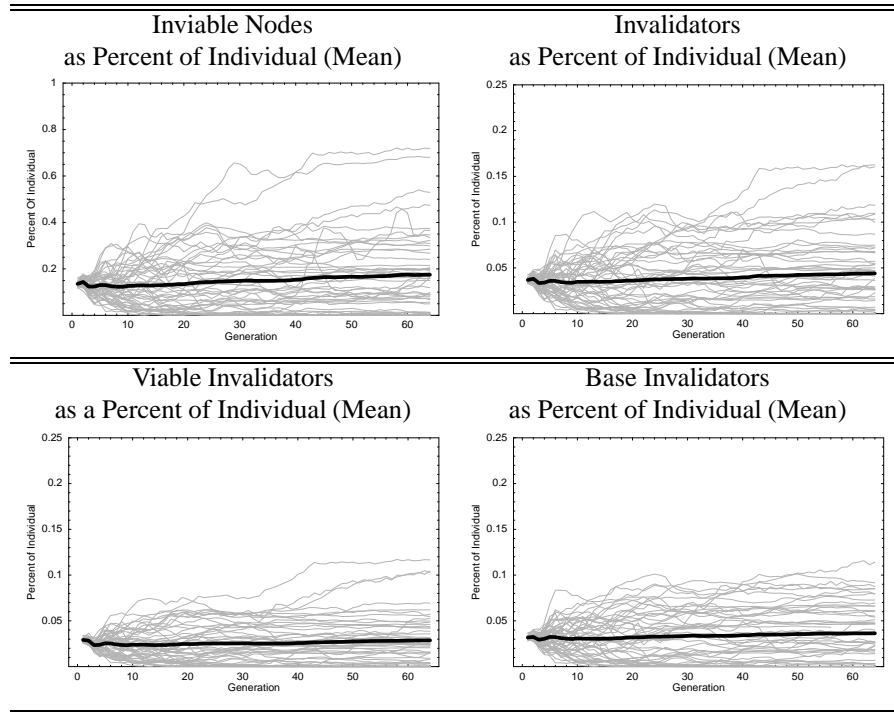 Inviable Nodes
as Percent of Individual (Mean)
Percent Of Individual
1
0.8
0.6
0.4
0.2
0 10 20 30 40 50 60
Generation
Invalidators
as Percent of Individual (Mean)
Percent of Individual
0.25
0.2
0.15
0.1
0.05
0 10 20 30 40 50 60
Generation
Viable Invalidators
as a Percent of Individual (Mean)
Percent of Individual
0.25
0.2
0.15
0.1
0.05
0 10 20 30 40 50 60
Generation
Base Invalidators
as Percent of Individual (Mean)
Percent of Individual
0.25
0.2
0.15
0.1
0.05
0 10 20 30 40 50 60
Generation